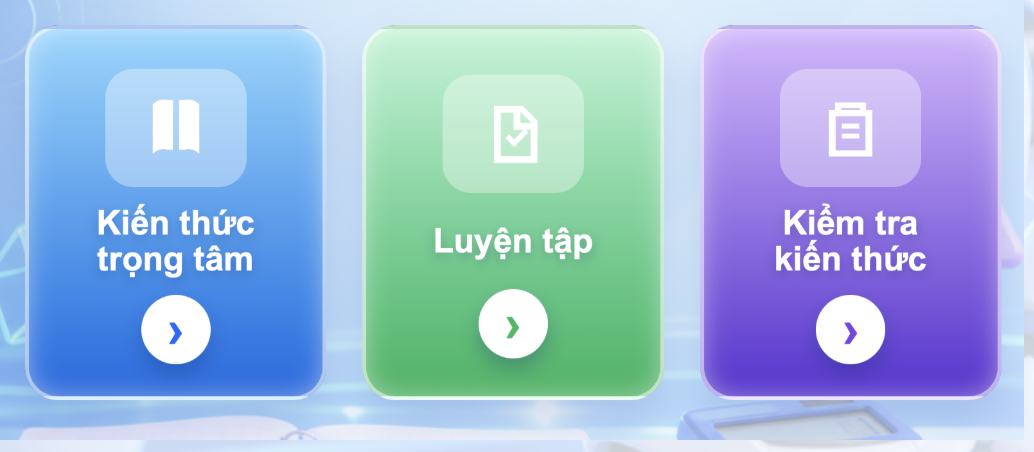 Kiến thức
trọng tâm
Luyện tập
Kiểm tra
kiến thức